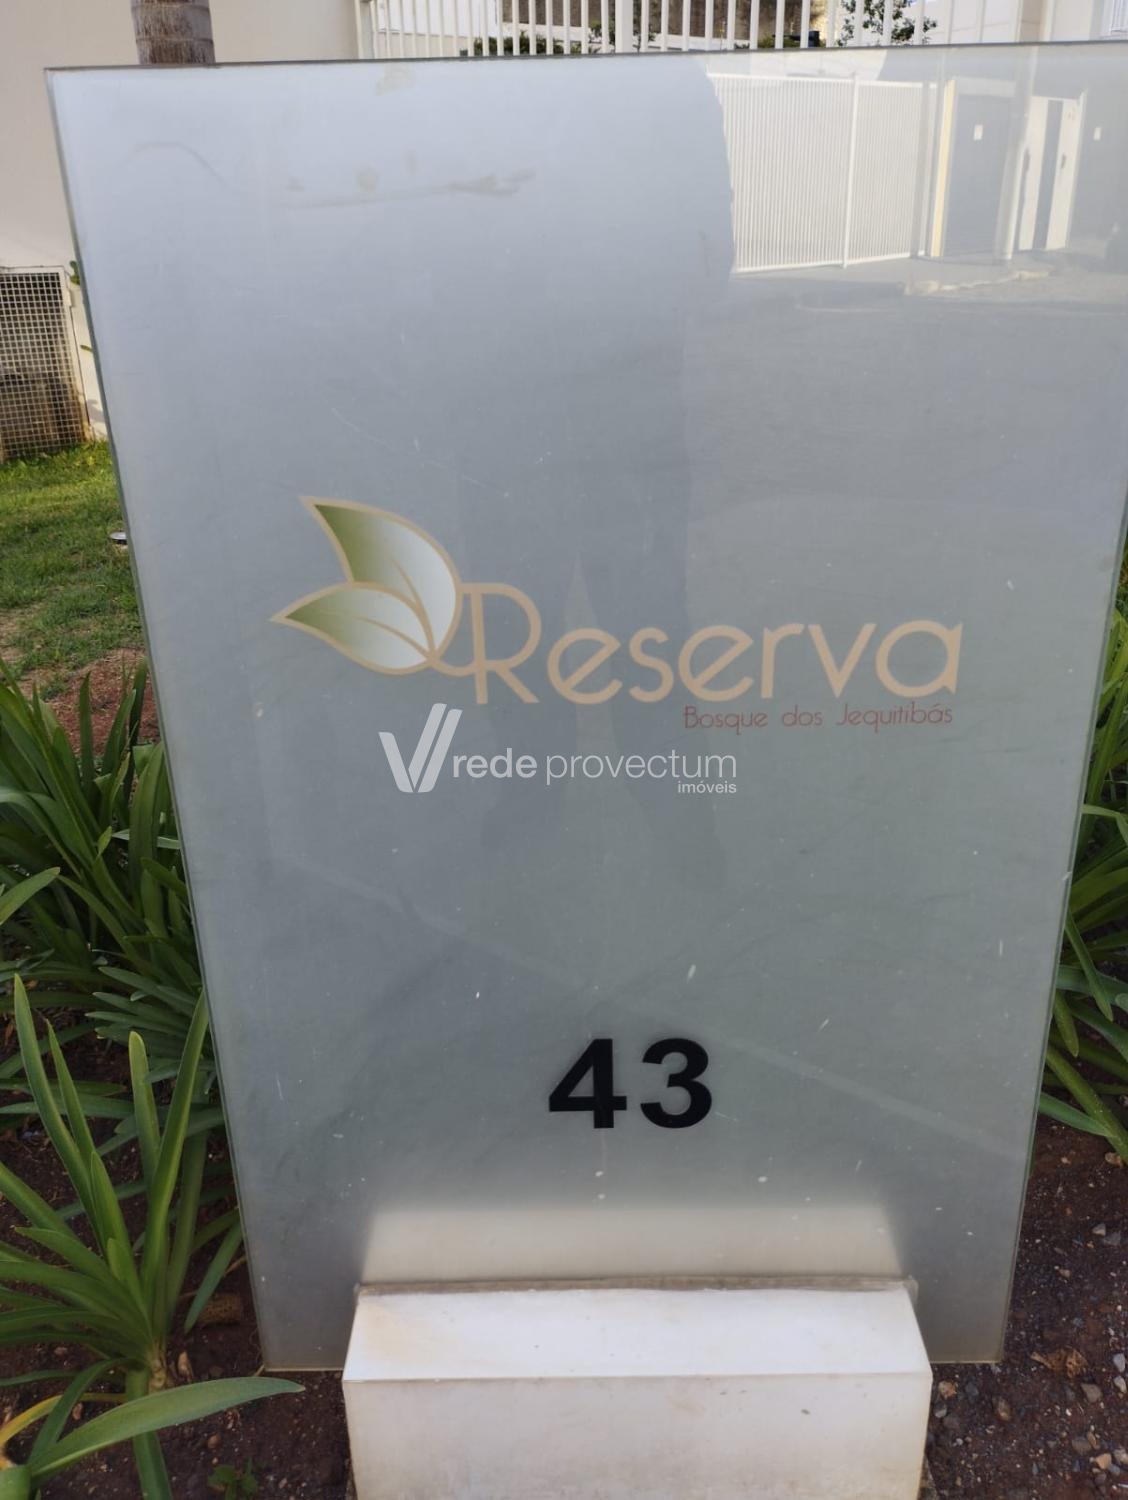 Reserva
Bosque dos Jequitibás
rede provectum
imóveis
43